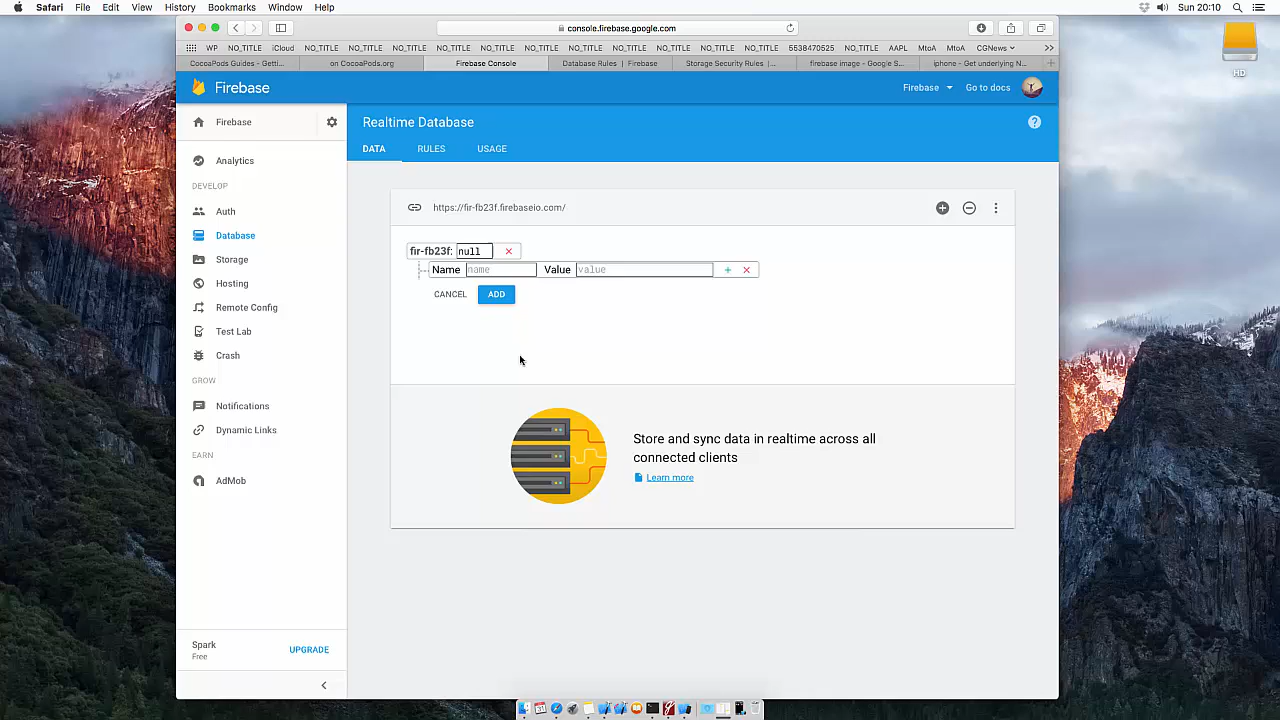 Safari File Edit View History Bookmarks Window Help Sun 20:10
console.firebase.google.com
WP NO_TITLE iCloud NO_TITLE NO_TITLE NO_TITLE NO_TITLE NO_TITLE NO_TITLE NO_TITLE NO_TITLE NO_TITLE NO_TITLE 5538470525 NO_TITLE AAPL MtoA MtoA CGNews
CocoaPods Guides - Getti... on CocoaPods.org Firebase Console Database Rules | Firebase Storage Security Rules |... firebase image - Google S... iphone - Get underlying N...
HD
Firebase Firebase Go to docs
Firebase
Realtime Database
DATA RULES USAGE
Analytics
DEVELOP
Auth
Database
Storage
Hosting
Remote Config
Test Lab
Crash
GROW
Notifications
Dynamic Links
EARN
AdMob
Spark
Free
UPGRADE
https://fir-fb23f.firebaseio.com/
fir-fb23f: null
Name name Value value
CANCEL ADD
Store and sync data in realtime across all
connected clients
Learn more